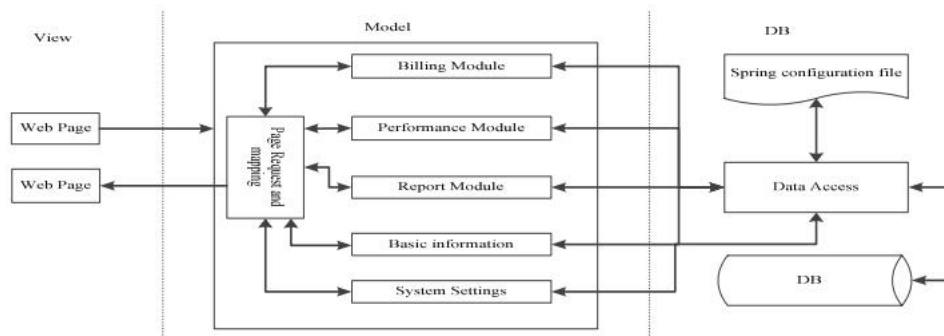 View
Model
DB
Billing Module
Spring configuration file
Web Page
Page Request and
mapping
Performance Module
Web Page
Report Module
Data Access
Basic information
System Settings
DB